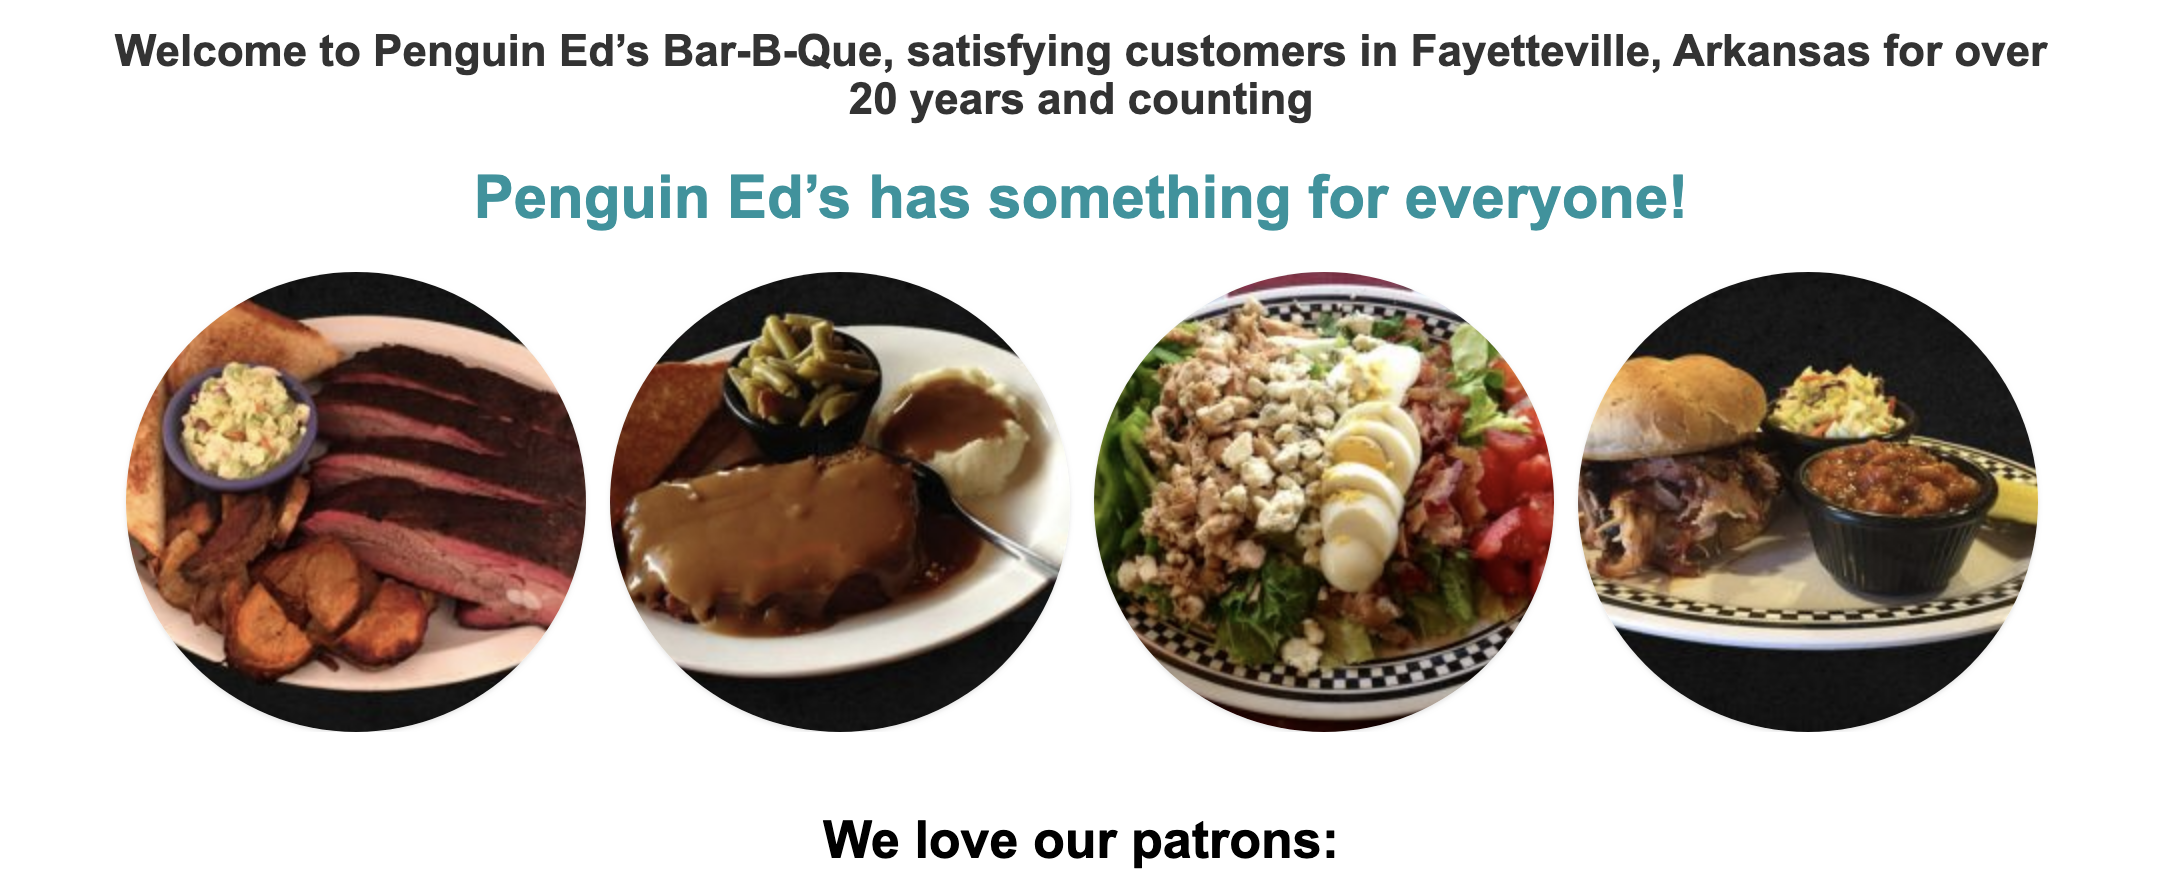 Welcome to Penguin Ed’s Bar-B-Que, satisfying customers in Fayetteville, Arkansas for over
20 years and counting
Penguin Ed’s has something for everyone!
We love our patrons: